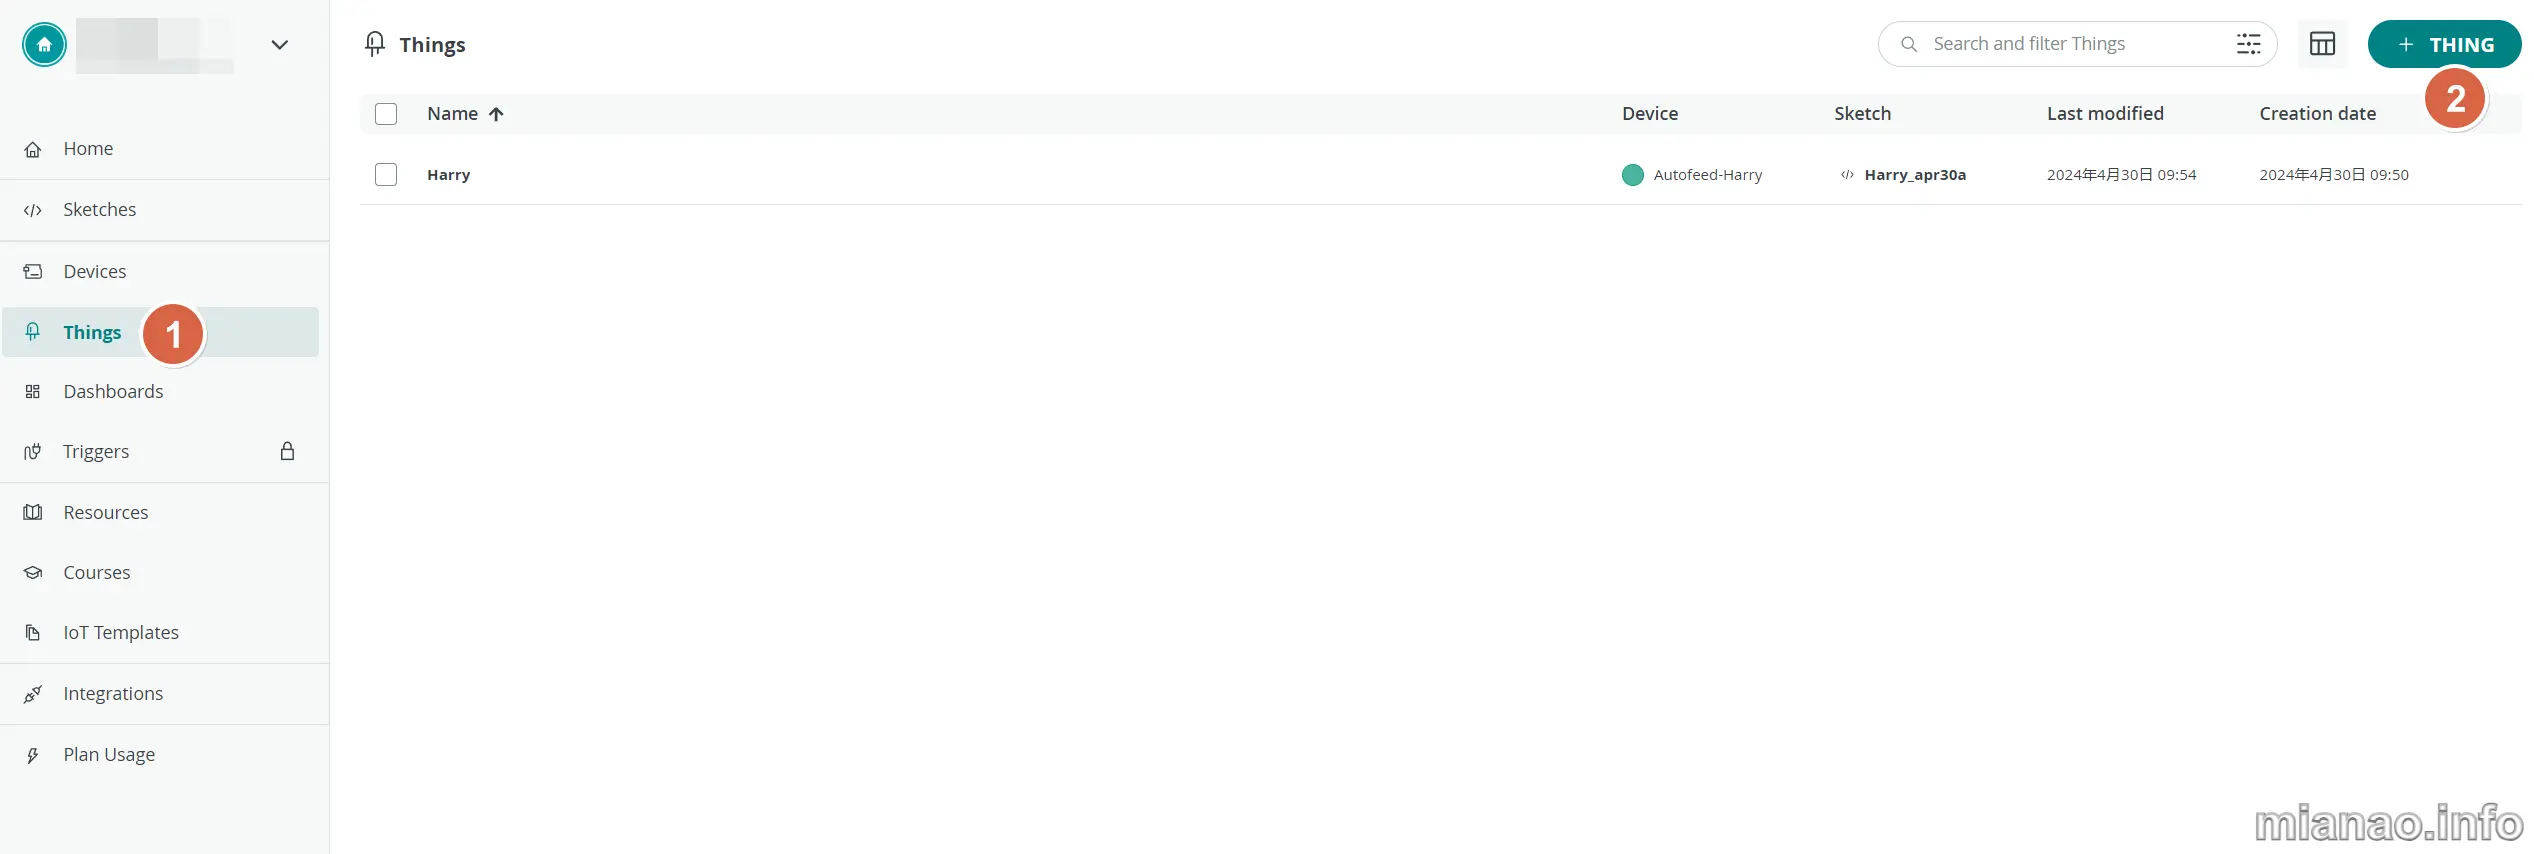 Things
Search and filter Things
+ THING
2
Name
Device
Sketch
Last modified
Creation date
Harry
Autofeed-Harry
</> Harry_apr30a
2024年4月30日 09:54
2024年4月30日 09:50
Home
Sketches
Devices
Things
1
Dashboards
Triggers
Resources
Courses
IoT Templates
Integrations
Plan Usage
mianao.info